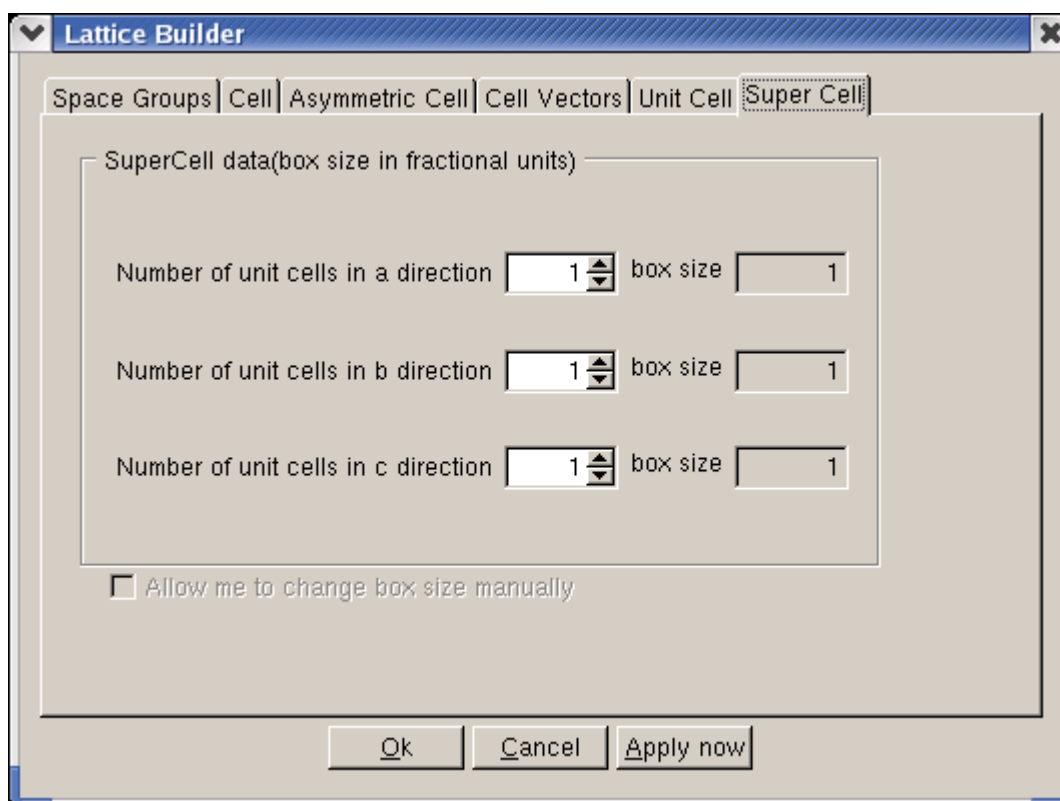 Lattice Builder
Space Groups Cell Asymmetric Cell Cell Vectors Unit Cell Super Cell
SuperCell data(box size in fractional units)
Number of unit cells in a direction 1 box size 1
Number of unit cells in b direction 1 box size 1
Number of unit cells in c direction 1 box size 1
Allow me to change box size manually
Ok Cancel Apply now